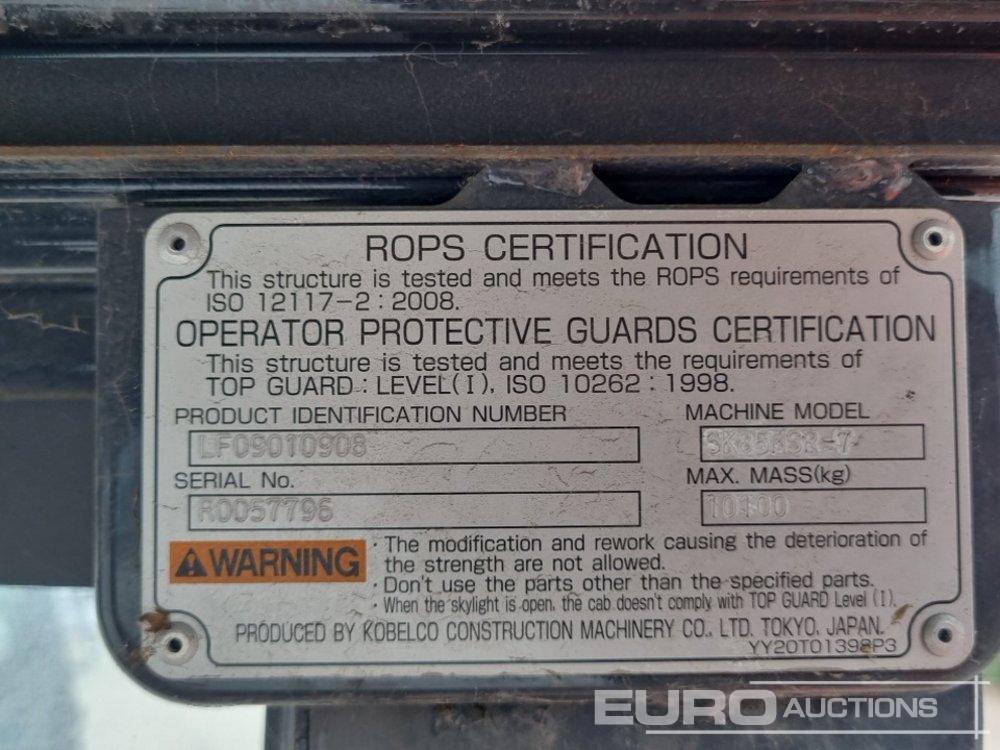 ROPS CERTIFICATION
This structure is tested and meets the ROPS requirements of
ISO 12117-2 : 2008.
OPERATOR PROTECTIVE GUARDS CERTIFICATION
This structure is tested and meets the requirements of
TOP GUARD : LEVEL(I), ISO 10262 : 1998.
PRODUCT IDENTIFICATION NUMBER
LF09010908
MACHINE MODEL
SERIAL No.
R0057796
MAX. MASS(kg)
10100
WARNING
· The modification and rework causing the deterioration of
the strength are not allowed.
· Don't use the parts other than the specified parts.
· When the skylight is open, the cab doesn't comply with TOP GUARD Level (I).
PRODUCED BY KOBELCO CONSTRUCTION MACHINERY CO., LTD. TOKYO, JAPAN.
YY20T01398P3
EURO AUCTIONS